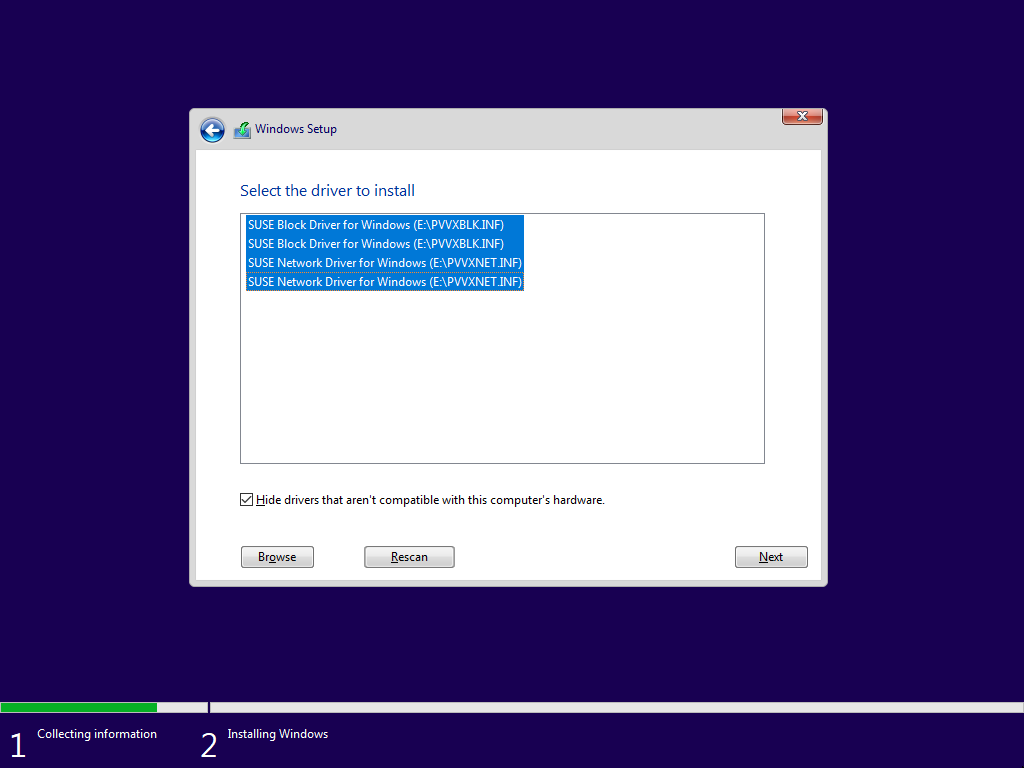 Windows Setup
Select the driver to install
SUSE Block Driver for Windows (E:\PVVXBLK.INF)
SUSE Block Driver for Windows (E:\PVVXBLK.INF)
SUSE Network Driver for Windows (E:\PVVXNET.INF)
SUSE Network Driver for Windows (E:\PVVXNET.INF)
Hide drivers that aren't compatible with this computer's hardware.
Browse Rescan Next
1 Collecting information 2 Installing Windows